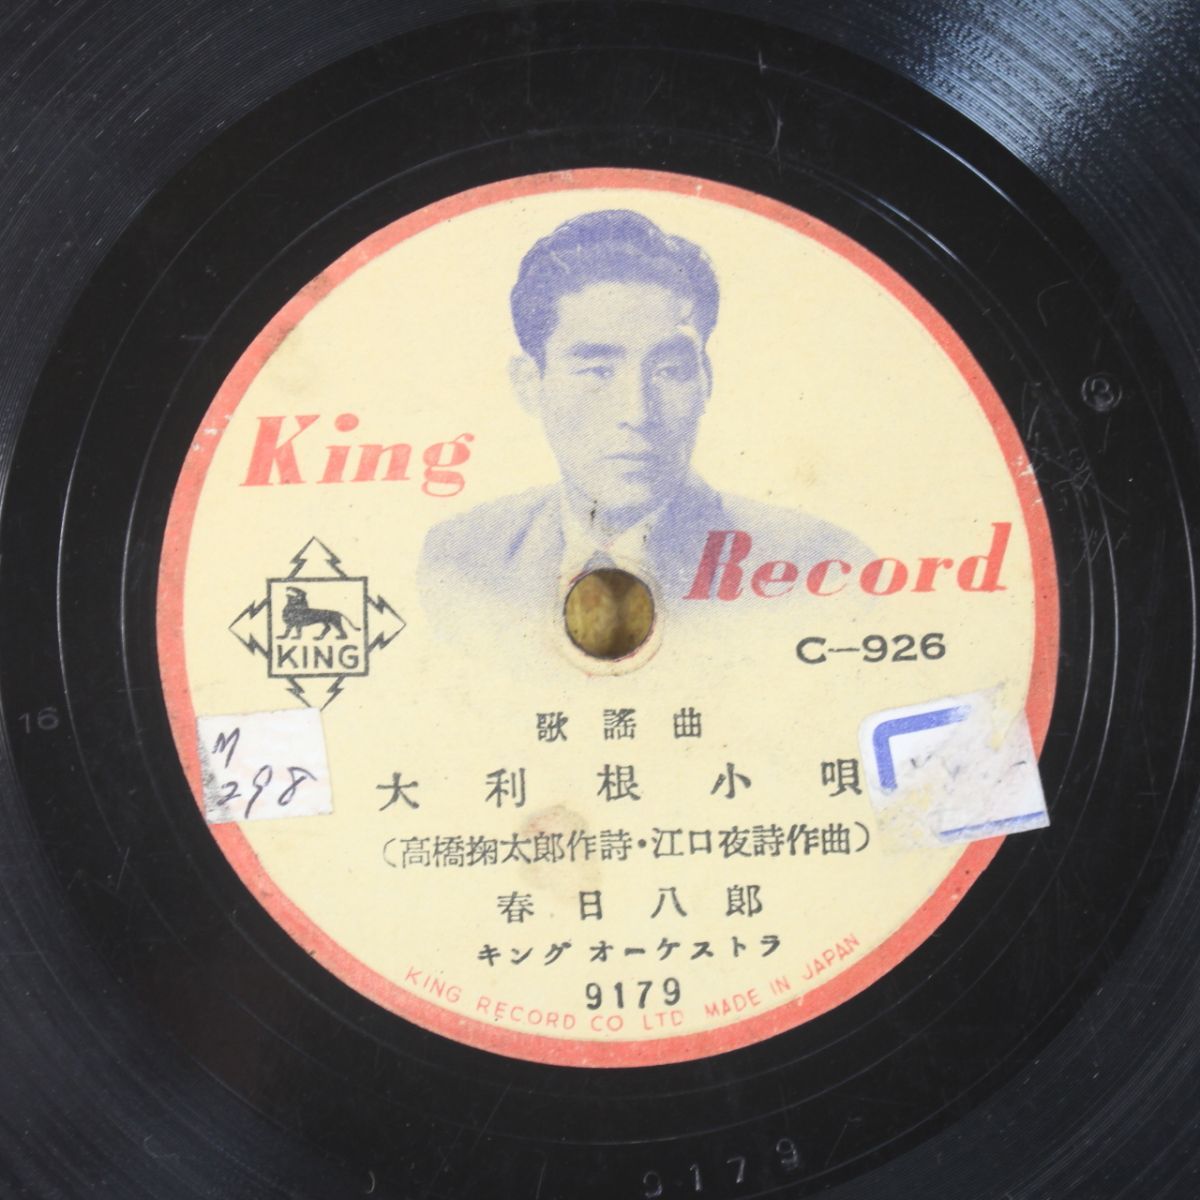 King
Record
KING
C-926
歌謡曲
大利根小唄
(髙橋掬太郎作詩・江口夜詩作曲)
春日八郎
キングオーケストラ
9179
KING RECORD CO LTD MADE IN JAPAN
M
298
16
9179